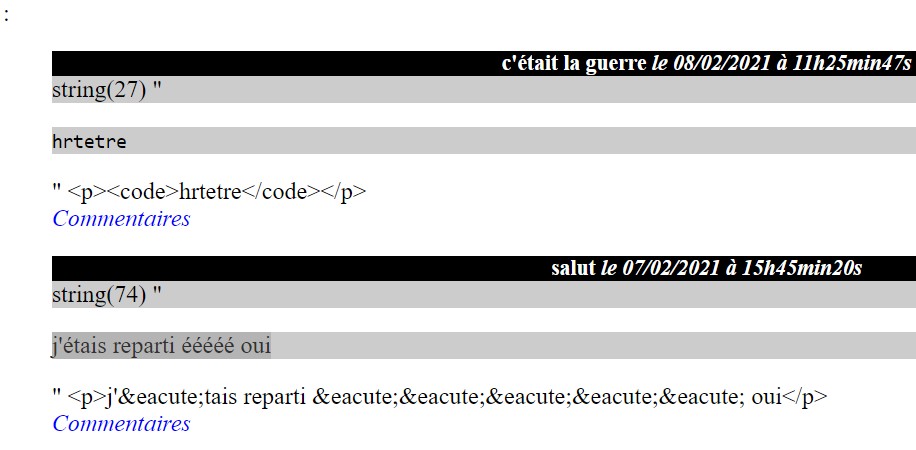 :
c'était la guerre le 08/02/2021 à 11h25min47s
string(27) "
hrtetre
" <p><code>hrtetre</code></p>
Commentaires
salut le 07/02/2021 à 15h45min20s
string(74) "
j'étais reparti ééééé oui
" <p>j'&eacute;tais reparti &eacute;&eacute;&eacute;&eacute;&eacute; oui</p>
Commentaires